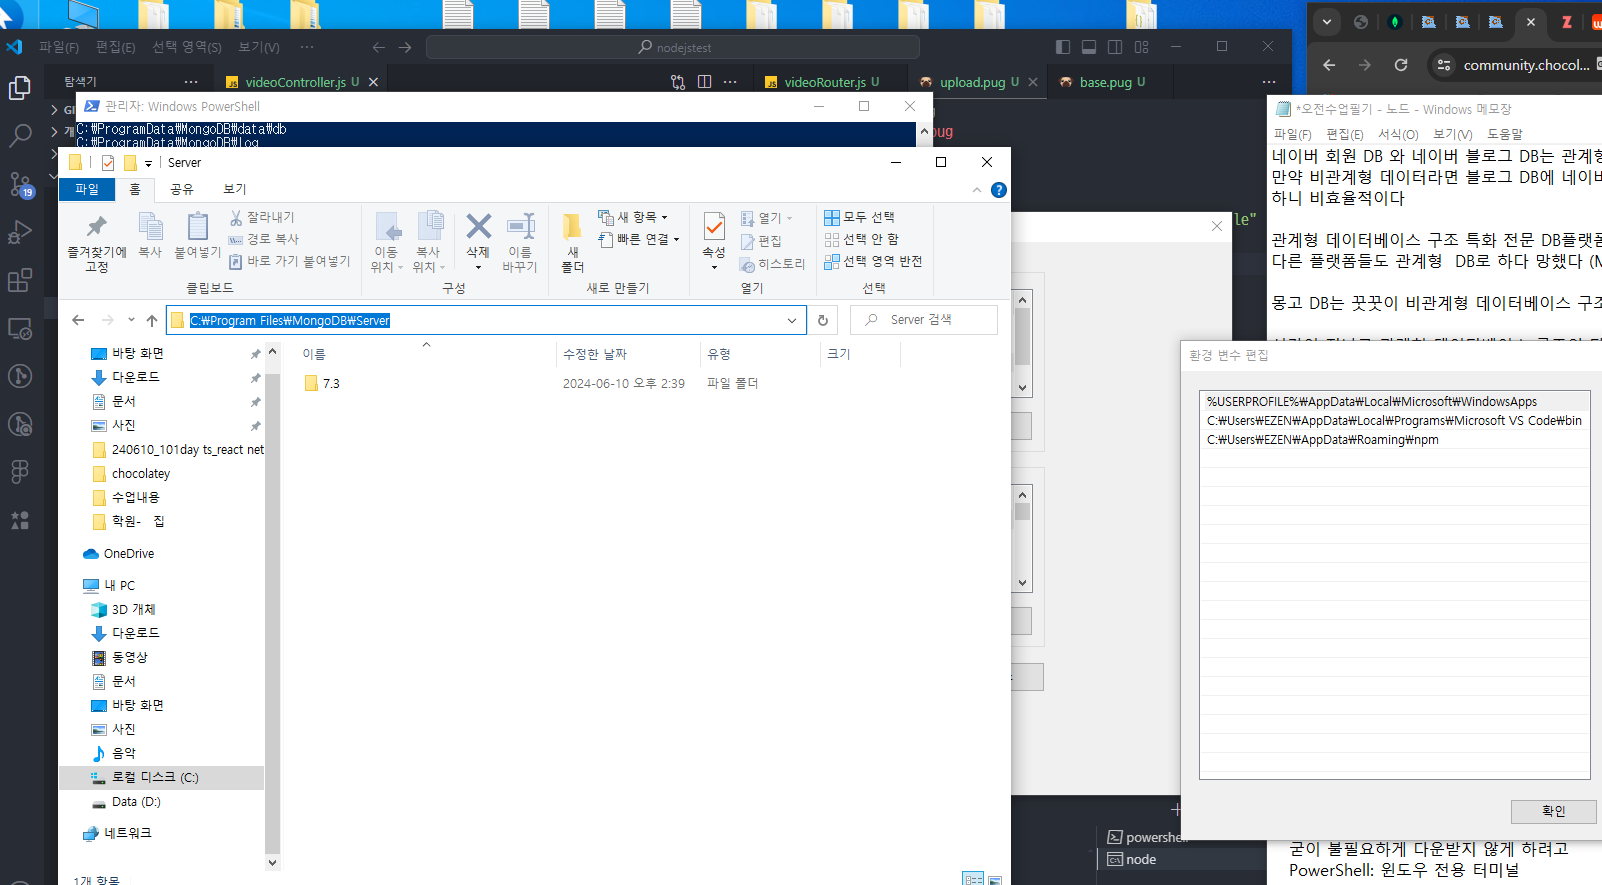 파일(F) 편집(E) 선택 영역(S) 보기(V) ··· nodejstest
탐색기 ···
videoController.js U
videoRouter.js U
upload.pug U
base.pug U
community.chocol...
관리자: Windows PowerShell
C:₩ProgramData₩MongoDB₩data₩db
C:₩ProgramData₩MongoDB₩log
Server
파일 홈 공유 보기
즐겨찾기에 고정
복사
붙여넣기
잘라내기
경로 복사
바로 가기 붙여넣기
클립보드
이동 위치
복사 위치
삭제
이름 바꾸기
구성
새 폴더
새 항목
빠른 연결
새로 만들기
속성
열기
편집
히스토리
열기
모두 선택
선택 안 함
선택 영역 반전
선택
C:₩Program Files₩MongoDB₩Server
Server 검색
바탕 화면
다운로드
문서
사진
240610_101day ts_react net
chocolatey
수업내용
학원- 집
OneDrive
내 PC
3D 개체
다운로드
동영상
문서
바탕 화면
사진
음악
로컬 디스크 (C:)
Data (D:)
네트워크
이름 수정한 날짜 유형 크기
7.3 2024-06-10 오후 2:39 파일 폴더
1개 항목
19
pug
le"
*오전수업필기 - 노드 - Windows 메모장
파일(F) 편집(E) 서식(O) 보기(V) 도움말
네이버 회원 DB 와 네이버 블로그 DB는 관계형
만약 비관계형 데이터라면 블로그 DB에 네이버
하니 비효율적이다
관계형 데이터베이스 구조 특화 전문 DB플랫폼
다른 플랫폼들도 관계형 DB로 하다 망했다 (M
몽고 DB는 꿋꿋이 비관계형 데이터베이스 구조
환경 변수 편집
%USERPROFILE%₩AppData₩Local₩Microsoft₩WindowsApps
C:₩Users₩EZEN₩AppData₩Local₩Programs₩Microsoft VS Code₩bin
C:₩Users₩EZEN₩AppData₩Roaming₩npm
확인
powershell
node
굳이 불필요하게 다운받지 않게 하려고
PowerShell: 윈도우 전용 터미널